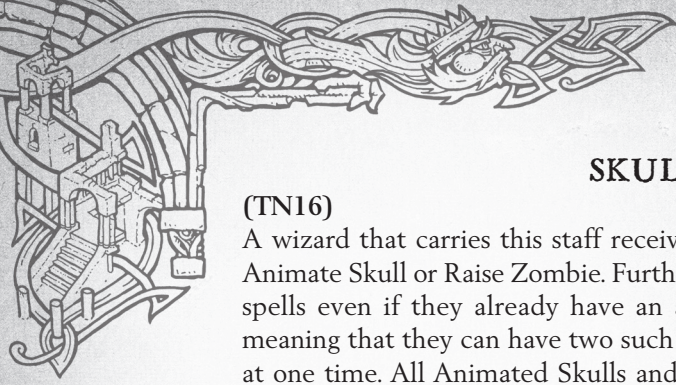 SKUL
(TN16)
A wizard that carries this staff receiv
Animate Skull or Raise Zombie. Furth
spells even if they already have an
meaning that they can have two such
at one time. All Animated Skulls and